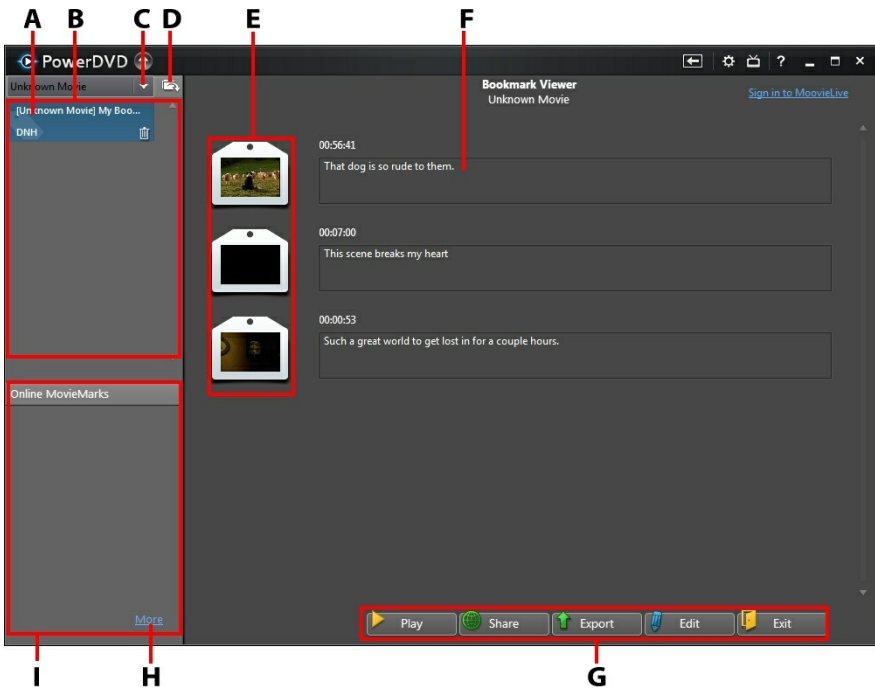 A B C D E F
PowerDVD
?
Unknown Movie
Bookmark Viewer
Unknown Movie
Sign in to MoovieLive
[Unknown Movie] My Boo...
DNH
00:56:41
That dog is so rude to them.
00:07:00
This scene breaks my heart
00:00:53
Such a great world to get lost in for a couple hours.
Online MovieMarks
More
Play Share Export Edit Exit
I H G